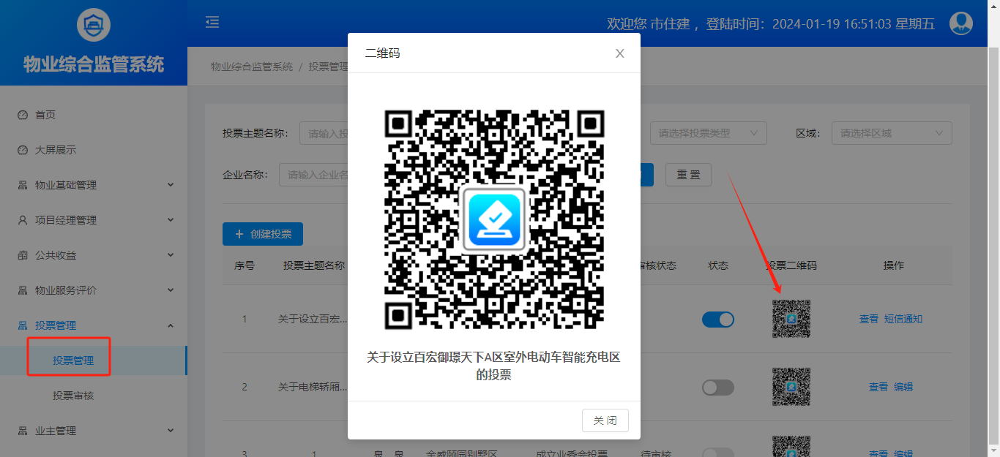 欢迎您 市住建 ，登陆时间：2024-01-19 16:51:03 星期五
物业综合监管系统
首页
大屏展示
物业基础管理
项目经理管理
公共收益
物业服务评价
投票管理
投票管理
投票审核
业主管理
物业综合监管系统 / 投票管理
投票主题名称：
请输入投
请选择投票类型
区域：
请选择区域
企业名称：
请输入企业名
重 置
+ 创建投票
序号 投票主题名称 审核状态 状态 投票二维码 操作
1 关于设立百宏... 查看 短信通知
2 关于电梯轿厢... 查看 编辑
3 1 泉 泉 金威颐园别墅区 成立业委会投票 待审核 查看 编辑
二维码
关于设立百宏御璟天下A区室外电动车智能充电区
的投票
关 闭